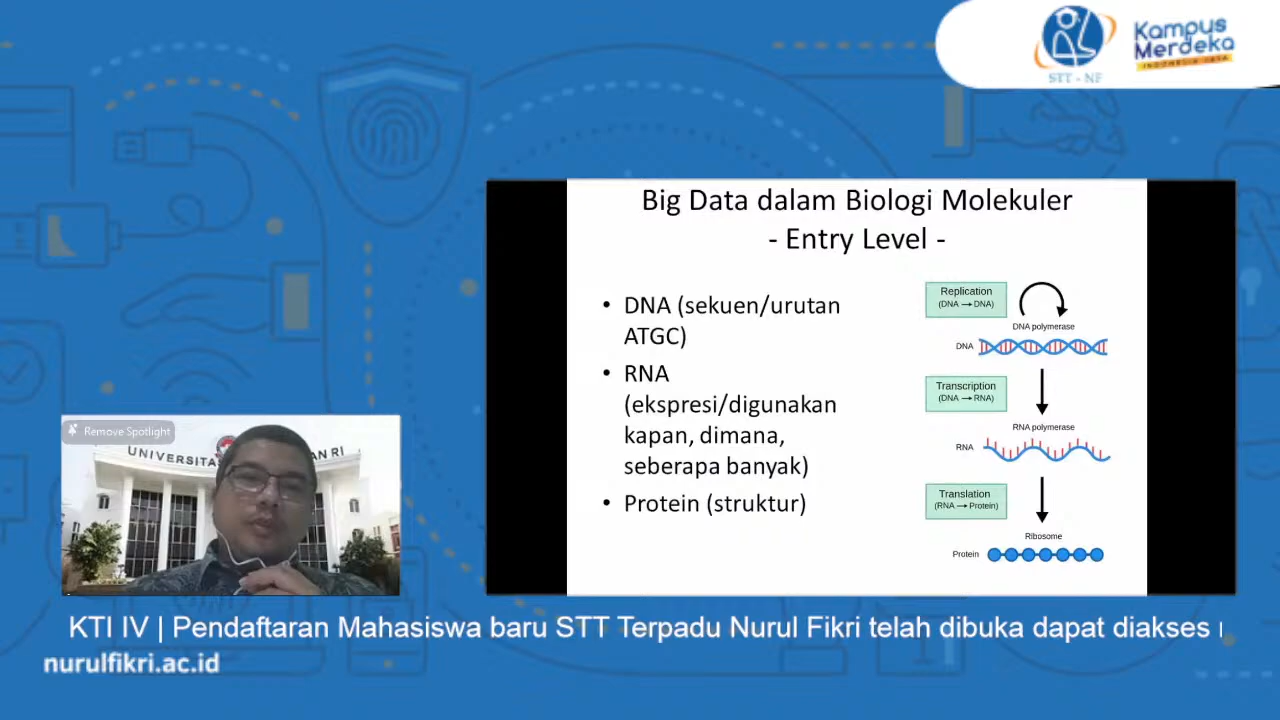 STT - NF
Kampus
Merdeka
INDONESIA JAYA
Big Data dalam Biologi Molekuler
- Entry Level -
• DNA (sekuen/urutan
ATGC)
• RNA
(ekspresi/digunakan
kapan, dimana,
seberapa banyak)
• Protein (struktur)
Replication
(DNA → DNA)
DNA polymerase
DNA
Transcription
(DNA → RNA)
RNA polymerase
RNA
Translation
(RNA → Protein)
Ribosome
Protein
Remove Spotlight
UNIVERSITAS
AN RI
KTI IV | Pendaftaran Mahasiswa baru STT Terpadu Nurul Fikri telah dibuka dapat diakses
nurulfikri.ac.id